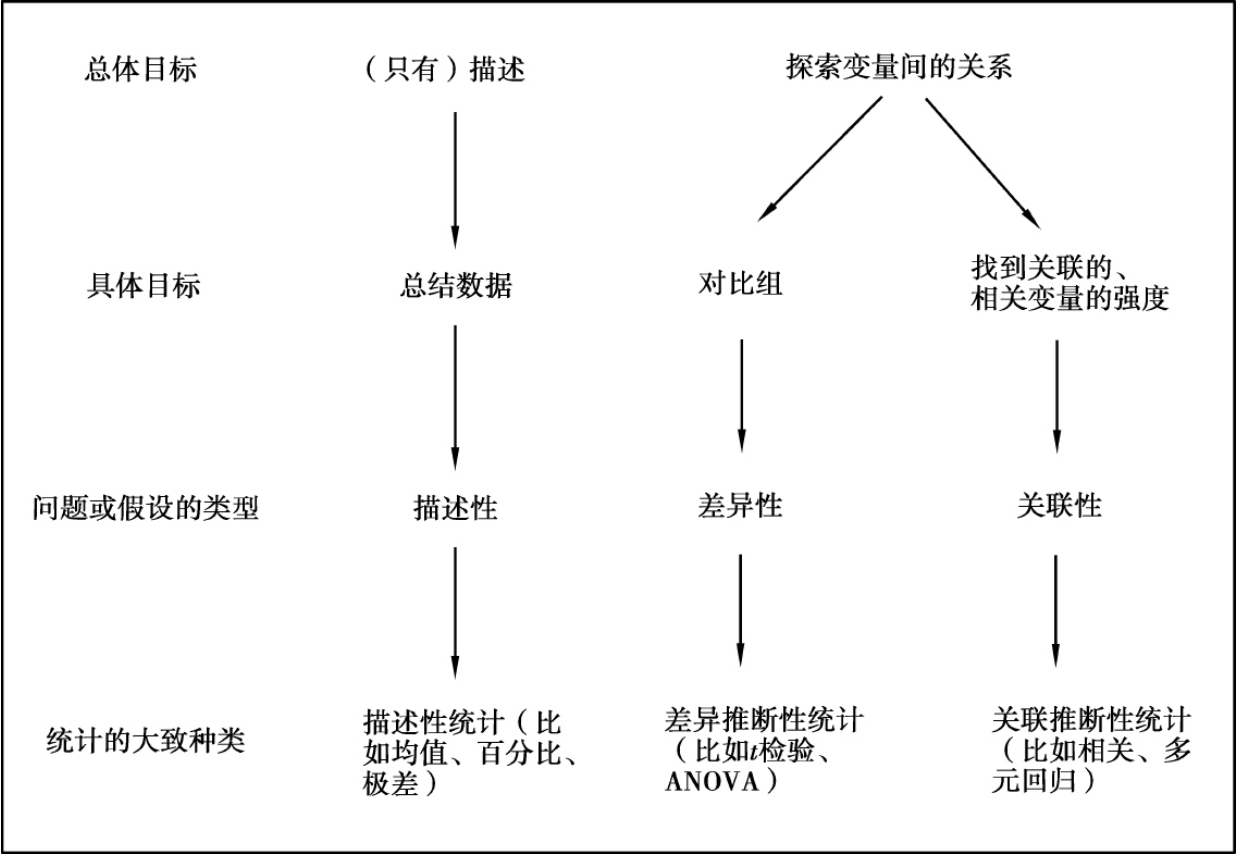 总体目标
（只有）描述
探索变量间的关系
具体目标
总结数据
对比组
找到关联的、
相关变量的强度
问题或假设的类型
描述性
差异性
关联性
统计的大致种类
描述性统计（比
如均值、百分比、
极差）
差异推断性统计
（比如t检验、
ANOVA）
关联推断性统计
（比如相关、多
元回归）